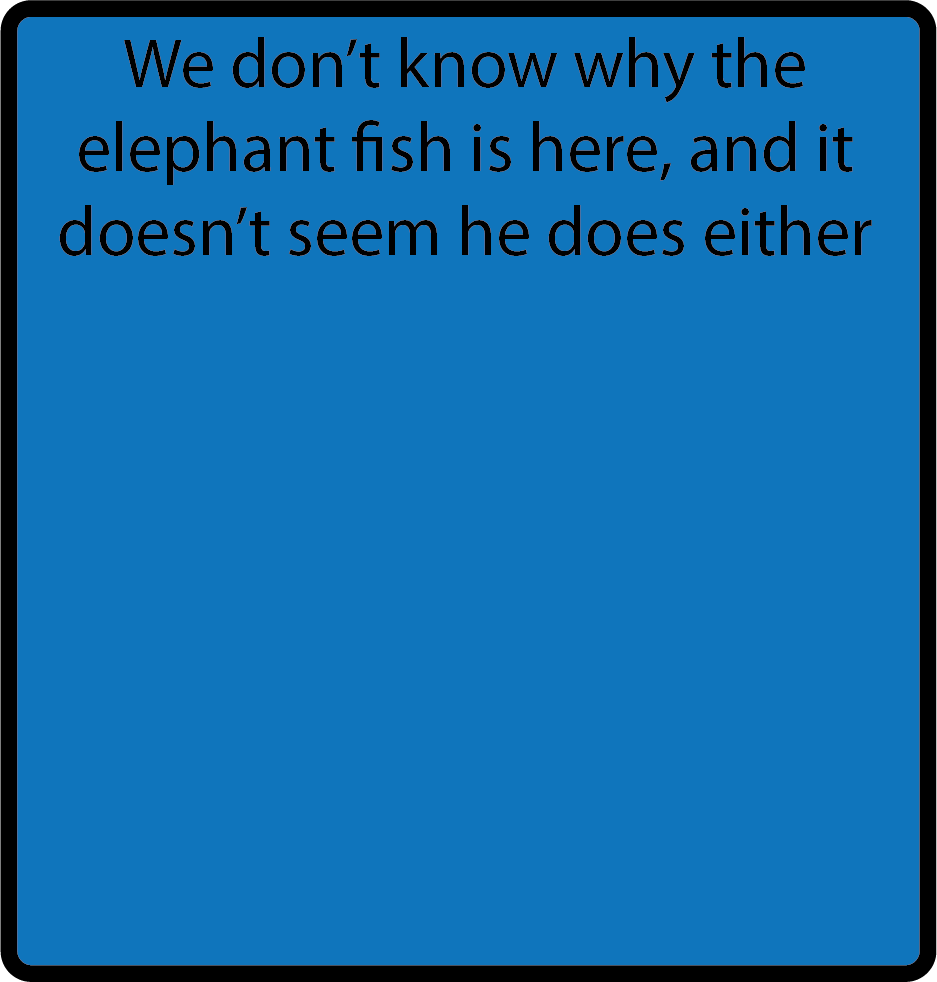 We don’t know why the
elephant fish is here, and it
doesn’t seem he does either